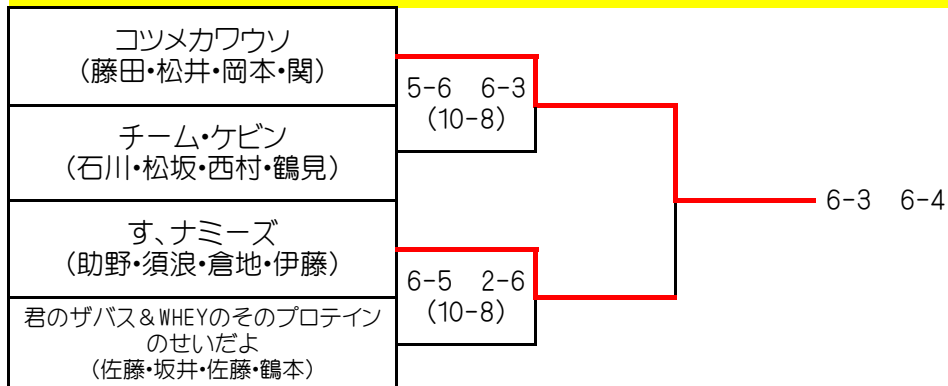 コツメカワウソ
(藤田・松井・岡本・関)
チーム・ケビン
(石川・松坂・西村・鶴見)
す、ナミーズ
(助野・須浪・倉地・伊藤)
君のザバス&WHEYのそのプロテイン
のせいだよ
(佐藤・坂井・佐藤・鶴本)
5-6 6-3
(10-8)
6-5 2-6
(10-8)
6-3 6-4